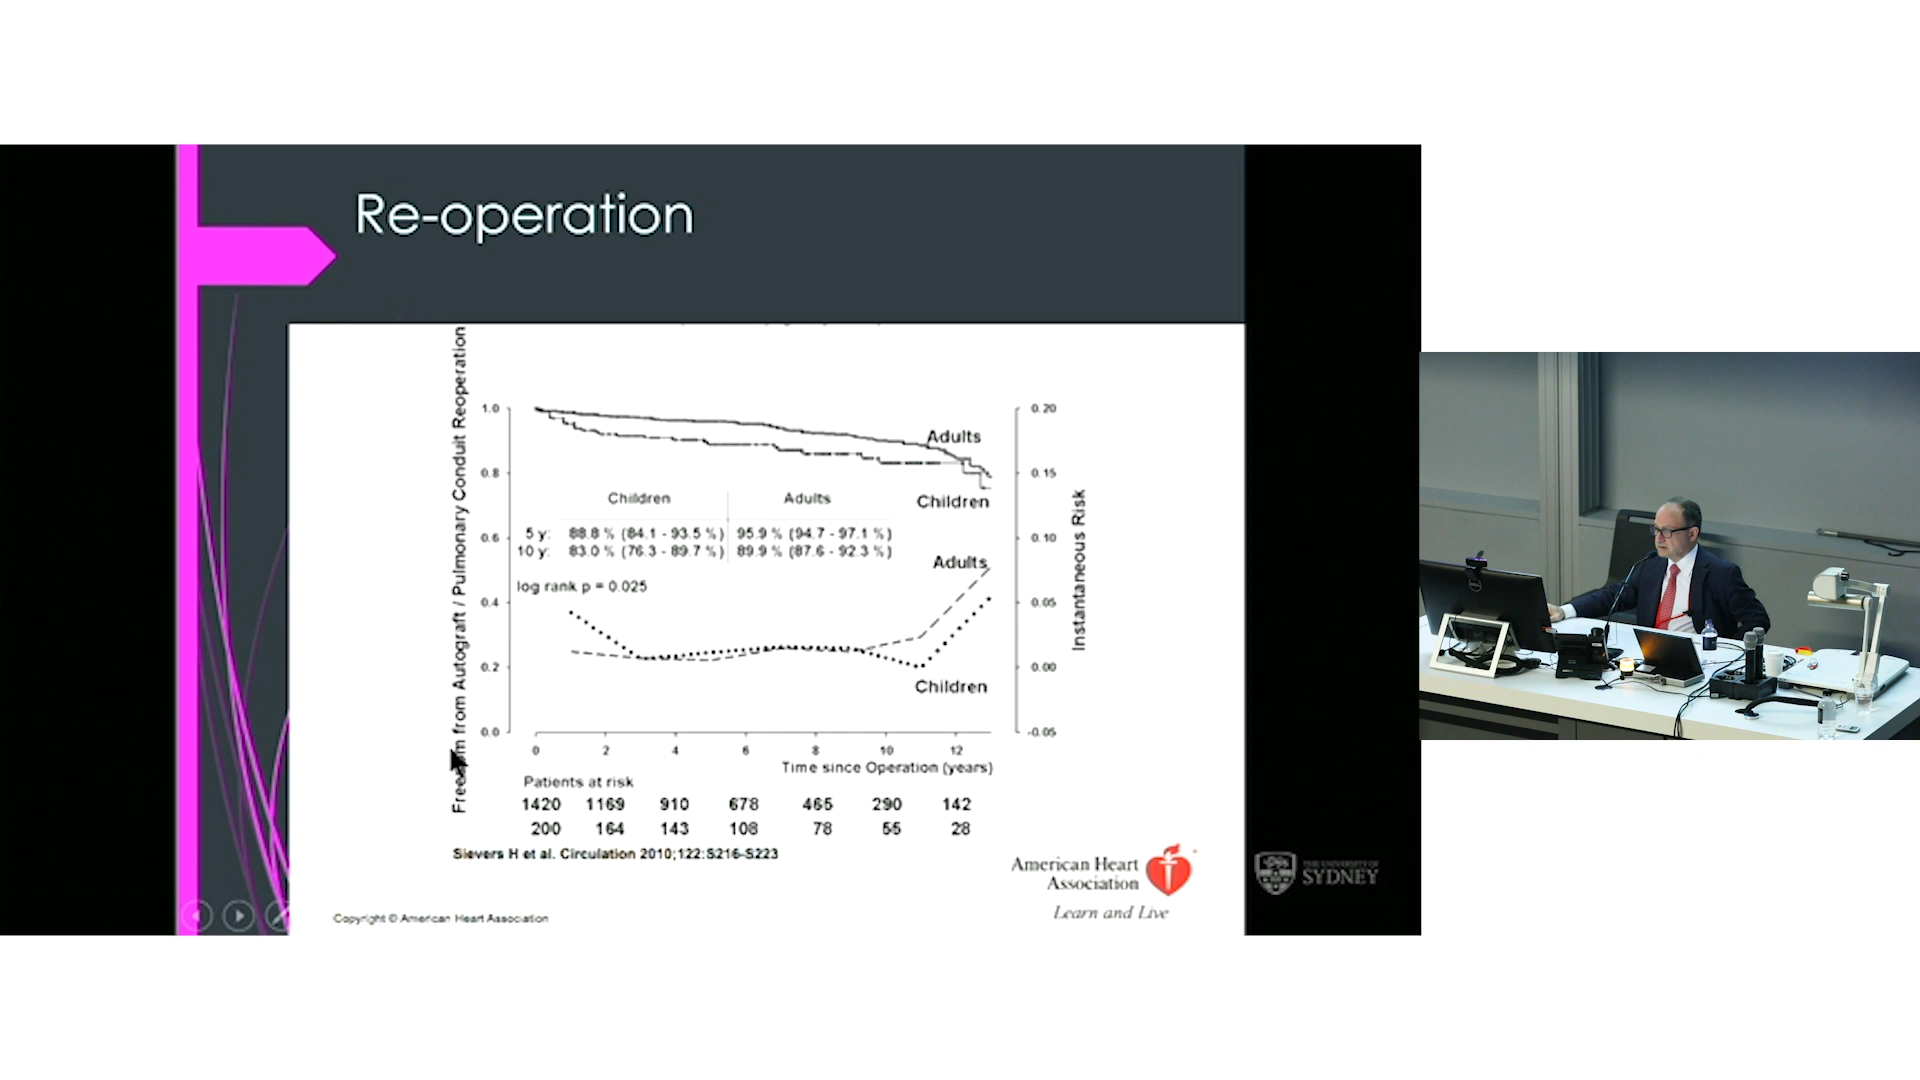 Re-operation
Freedom from Autograft / Pulmonary Conduit Reoperation
1.0
0.8
0.6
0.4
0.2
0.0
Adults
Children
Children Adults
5 y: 88.8 % (84.1 - 93.5 %) 95.9 % (94.7 - 97.1 %)
10 y: 83.0 % (76.3 - 89.7 %) 89.9 % (87.6 - 92.3 %)
log rank p = 0.025
Adults
Children
0.20
0.15
0.10
0.05
0.00
-0.05
Instantaneous Risk
0 2 4 6 8 10 12
Time since Operation (years)
Patients at risk
1420 1169 910 678 465 290 142
200 164 143 108 78 55 28
Sievers H et al. Circulation 2010;122:S216-S223
American Heart
Association
Learn and Live
Copyright © American Heart Association
THE UNIVERSITY OF
SYDNEY